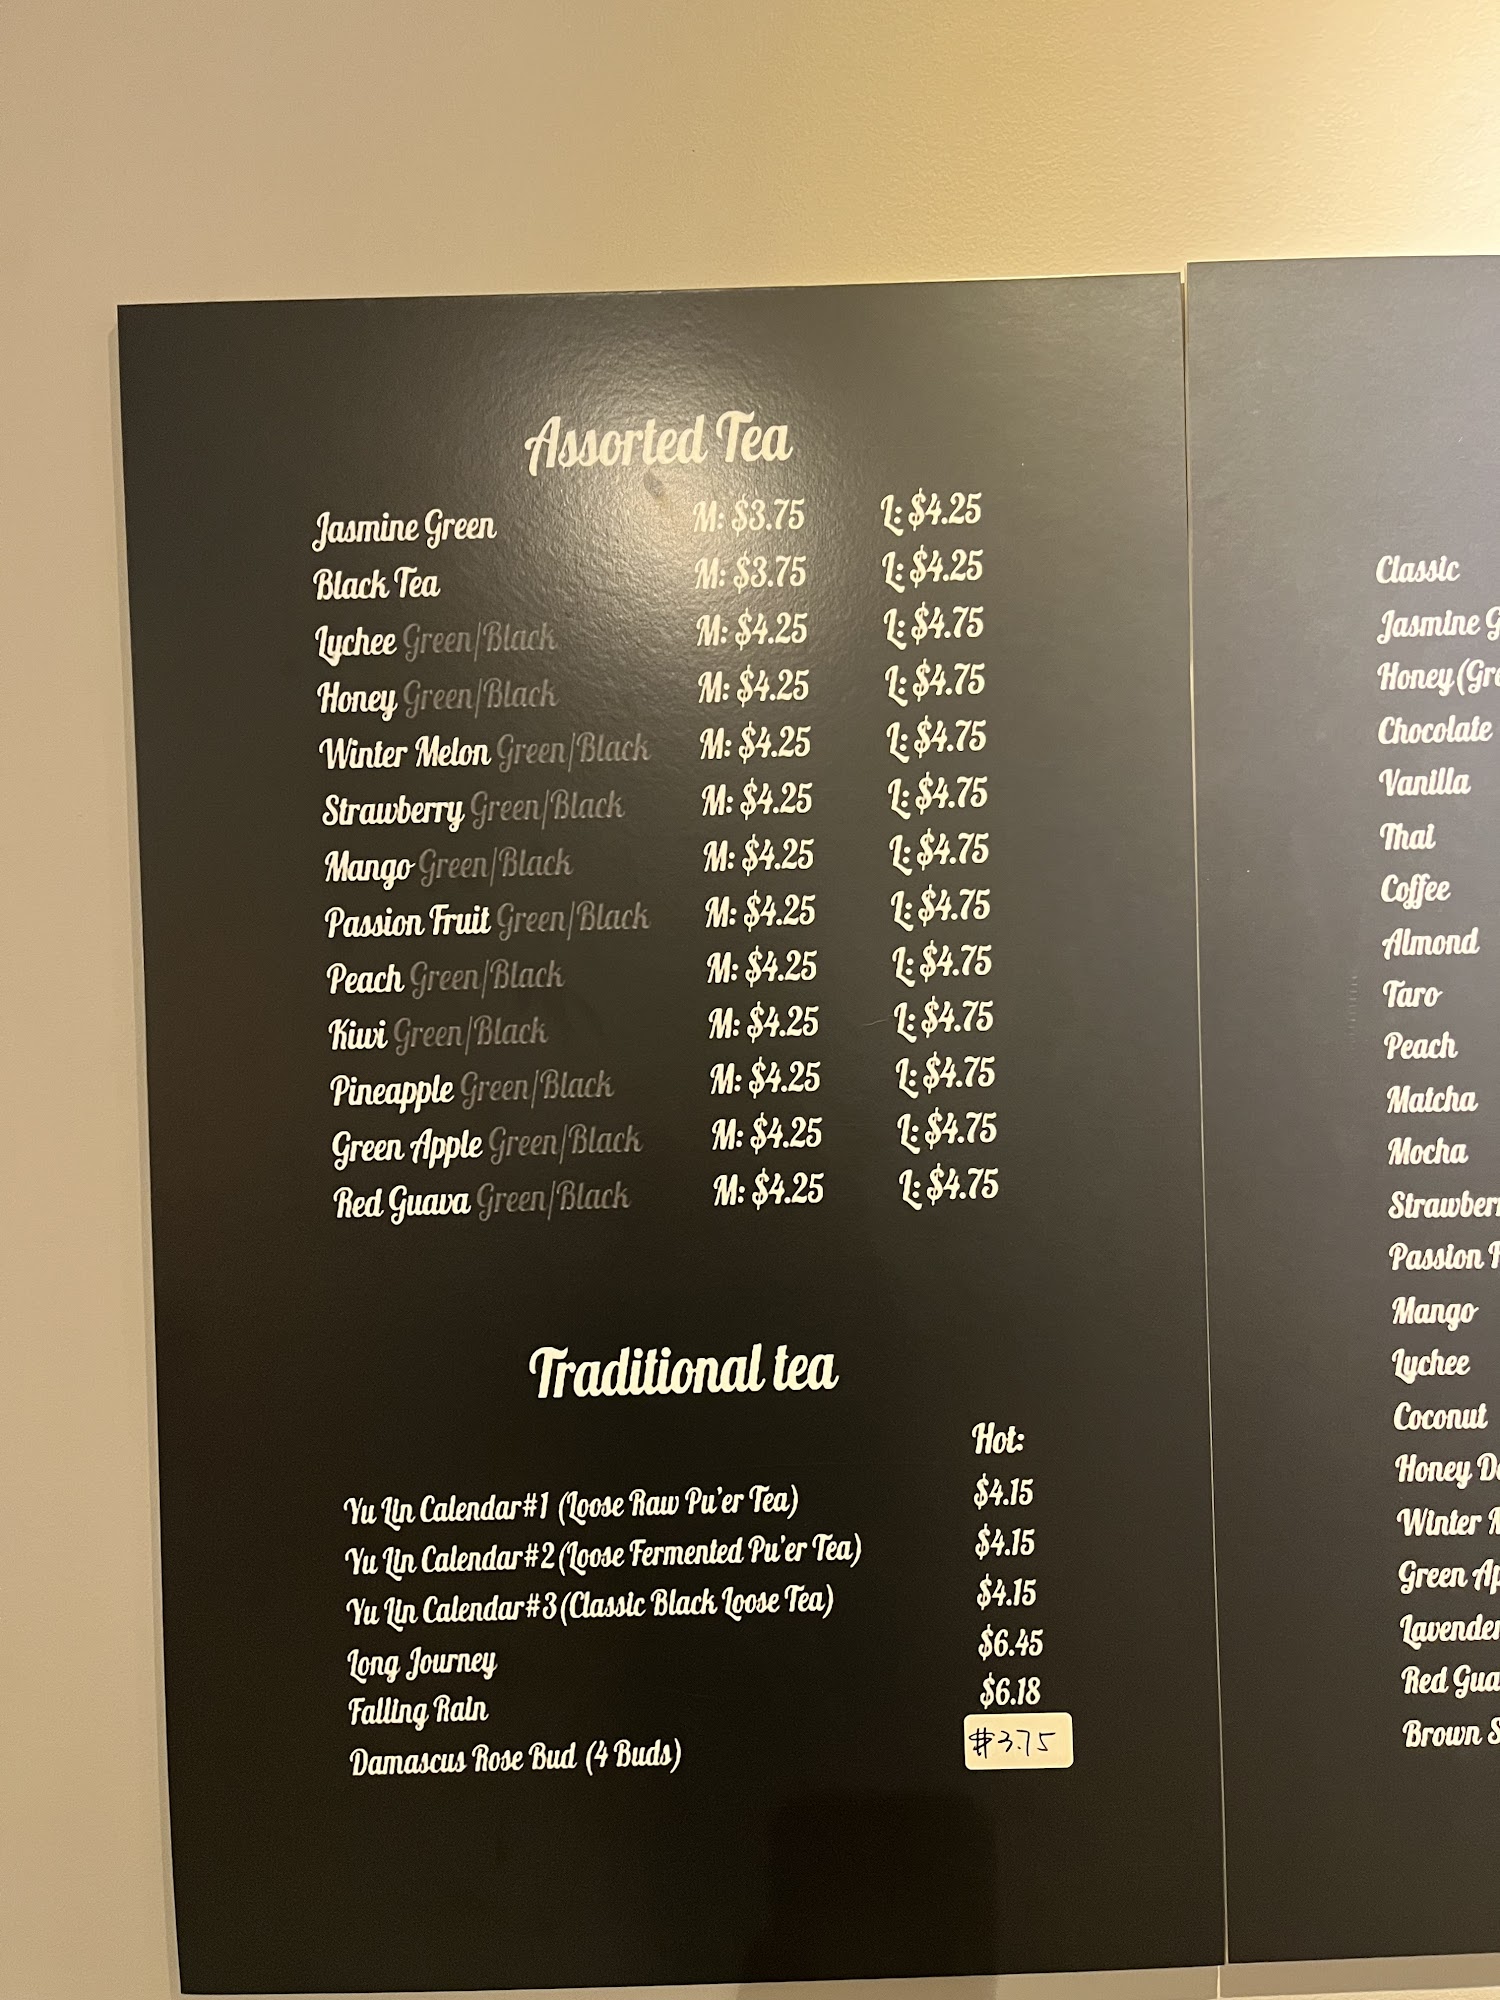 Assorted Tea
Jasmine Green M: $3.75 L: $4.25
Black Tea M: $3.75 L: $4.25
Lychee Green/Black M: $4.25 L: $4.75
Honey Green/Black M: $4.25 L: $4.75
Winter Melon Green/Black M: $4.25 L: $4.75
Strawberry Green/Black M: $4.25 L: $4.75
Mango Green/Black M: $4.25 L: $4.75
Passion Fruit Green/Black M: $4.25 L: $4.75
Peach Green/Black M: $4.25 L: $4.75
Kiwi Green/Black M: $4.25 L: $4.75
Pineapple Green/Black M: $4.25 L: $4.75
Green Apple Green/Black M: $4.25 L: $4.75
Red Guava Green/Black M: $4.25 L: $4.75
Traditional tea
Hot:
Yu Lin Calendar#1 (Loose Raw Pu'er Tea) $4.15
Yu Lin Calendar#2 (Loose Fermented Pu'er Tea) $4.15
Yu Lin Calendar#3 (Classic Black Loose Tea) $4.15
Long Journey $6.45
Falling Rain $6.18
Damascus Rose Bud (4 Buds) $3.75
Classic
Jasmine
Honey
Chocolate
Vanilla
Thai
Coffee
Almond
Taro
Peach
Matcha
Mocha
Passion
Mango
Lychee
Coconut
Honey
Winter
Green
Red
Brown